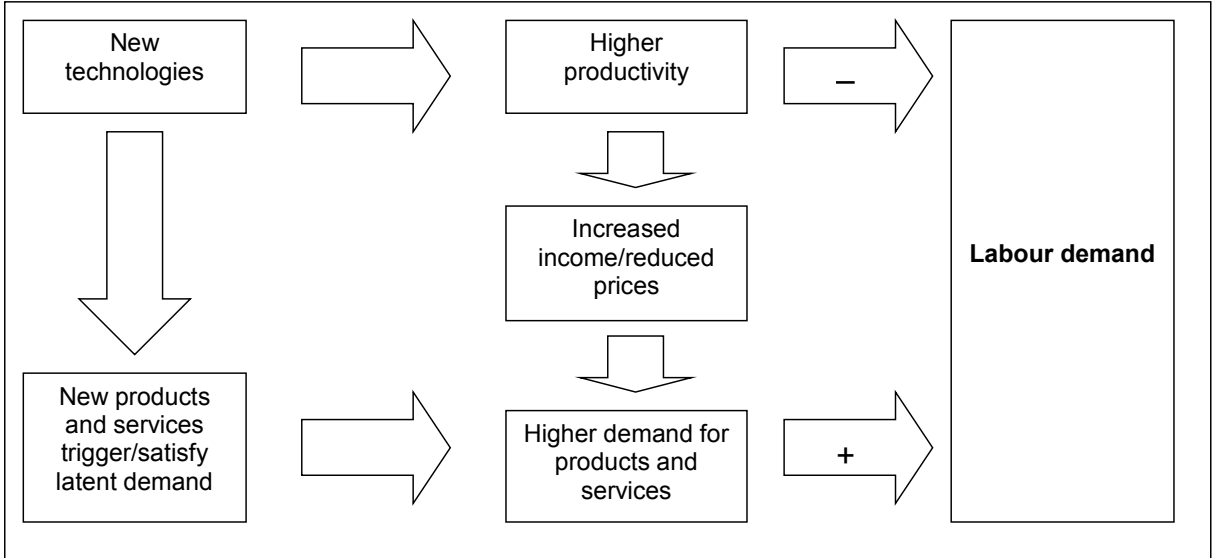 New
technologies
Higher
productivity
–
Increased
income/reduced
prices
Labour demand
New products
and services
trigger/satisfy
latent demand
Higher demand for
products and
services
+